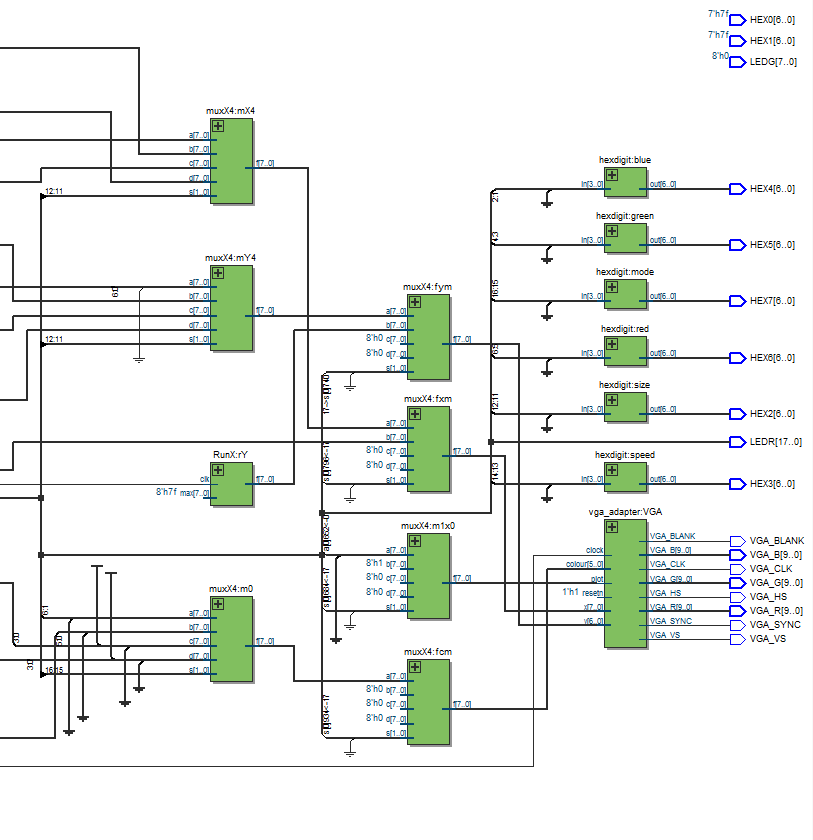 7'h7f HEX0[6..0]
7'h7f HEX1[6..0]
8'h0 LEDG[7..0]
muxX4:mX4
a[7..0]
b[7..0]
c[7..0]
d[7..0]
s[1..0]
f[7..0]
12:11
muxX4:mY4
a[7..0]
b[7..0]
c[7..0]
d[7..0]
s[1..0]
f[7..0]
12:11
RunX:rY
clk
8'h7f max[7..0]
f[7..0]
muxX4:m0
a[7..0]
b[7..0]
c[7..0]
d[7..0]
s[1..0]
f[7..0]
6:1
16:15
muxX4:fym
a[7..0]
b[7..0]
8'h0 c[7..0]
8'h0 d[7..0]
s[1..0]
f[7..0]
muxX4:fxm
a[7..0]
b[7..0]
8'h0 c[7..0]
8'h0 d[7..0]
s[1..0]
f[7..0]
muxX4:m1x0
a[7..0]
8'h1 b[7..0]
8'h0 c[7..0]
8'h0 d[7..0]
s[1..0]
f[7..0]
muxX4:fcm
a[7..0]
8'h0 b[7..0]
8'h0 c[7..0]
8'h0 d[7..0]
s[1..0]
f[7..0]
hexdigit:blue
2:1
in[3..0] out[6..0] HEX4[6..0]
hexdigit:green
4:3
in[3..0] out[6..0] HEX5[6..0]
hexdigit:mode
16:15
in[3..0] out[6..0] HEX7[6..0]
hexdigit:red
6:5
in[3..0] out[6..0] HEX6[6..0]
hexdigit:size
12:11
in[3..0] out[6..0] HEX2[6..0]
LEDR[17..0]
hexdigit:speed
14:13
in[3..0] out[6..0] HEX3[6..0]
vga_adapter:VGA
clock
colour[5..0]
plot
1'h1 resetn
x[7..0]
y[6..0]
VGA_BLANK VGA_BLANK
VGA_B[9..0] VGA_B[9..0]
VGA_CLK VGA_CLK
VGA_G[9..0] VGA_G[9..0]
VGA_HS VGA_HS
VGA_R[9..0] VGA_R[9..0]
VGA_SYNC VGA_SYNC
VGA_VS VGA_VS